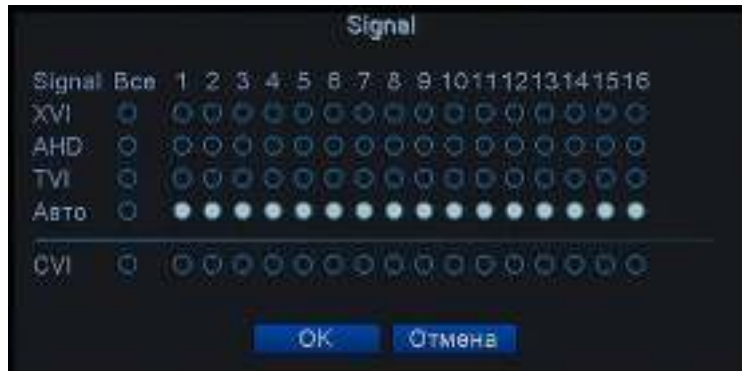 Signal
Signal Все 1 2 3 4 5 6 7 8 9 10 11 12 13 14 15 16
XVI
AHD
TVI
Авто
CVI
OK Отмена